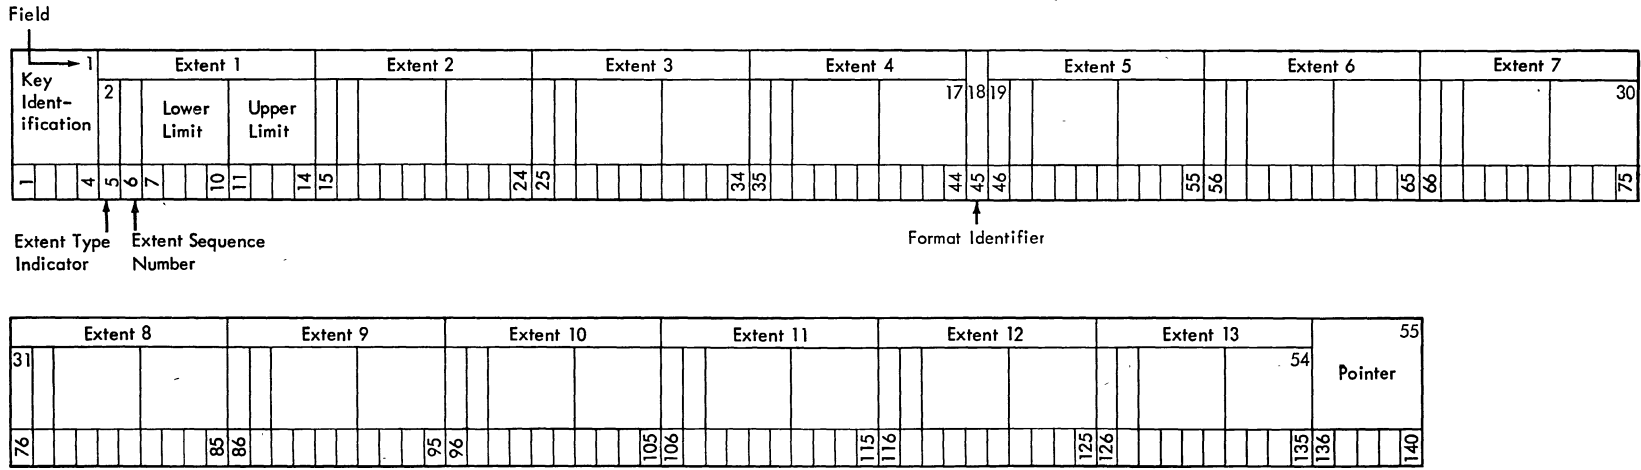 Field
1 Extent 1 Extent 2 Extent 3 Extent 4 Extent 5 Extent 6 Extent 7
Key
Ident-
ification
2 17 18 19 30
Lower
Limit
Upper
Limit
1 4 5 6 7 10 11 14 15 24 25 34 35 44 45 46 55 56 65 66 75
Extent Type
Indicator
Extent Sequence
Number
Format Identifier
Extent 8 Extent 9 Extent 10 Extent 11 Extent 12 Extent 13 55
31 54
Pointer
76 85 86 95 96 105 106 115 116 125 126 135 136 140